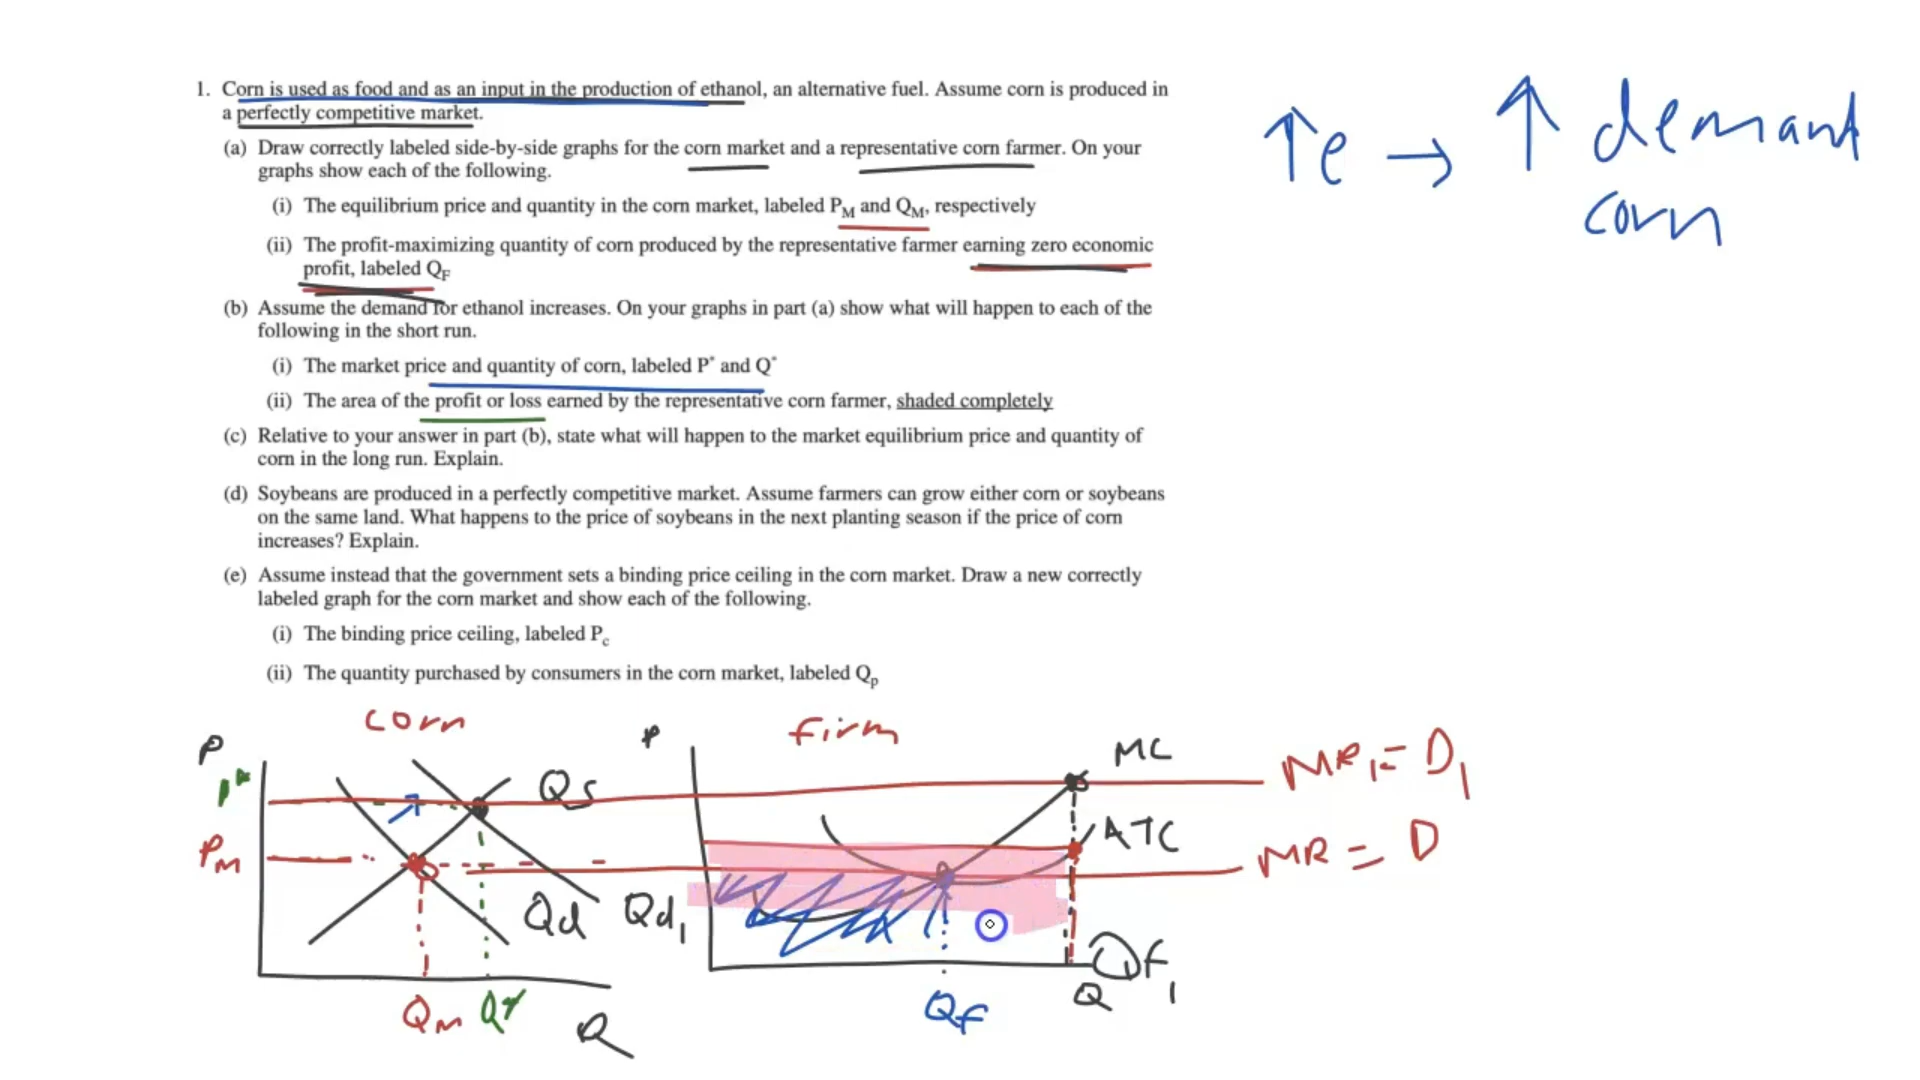 1. Corn is used as food and as an input in the production of ethanol, an alternative fuel. Assume corn is produced in
a perfectly competitive market.
(a) Draw correctly labeled side-by-side graphs for the corn market and a representative corn farmer. On your
graphs show each of the following.
(i) The equilibrium price and quantity in the corn market, labeled PM and QM, respectively
(ii) The profit-maximizing quantity of corn produced by the representative farmer earning zero economic
profit, labeled QF
(b) Assume the demand for ethanol increases. On your graphs in part (a) show what will happen to each of the
following in the short run.
(i) The market price and quantity of corn, labeled P* and Q*
(ii) The area of the profit or loss earned by the representative corn farmer, shaded completely
(c) Relative to your answer in part (b), state what will happen to the market equilibrium price and quantity of
corn in the long run. Explain.
(d) Soybeans are produced in a perfectly competitive market. Assume farmers can grow either corn or soybeans
on the same land. What happens to the price of soybeans in the next planting season if the price of corn
increases? Explain.
(e) Assume instead that the government sets a binding price ceiling in the corn market. Draw a new correctly
labeled graph for the corn market and show each of the following.
(i) The binding price ceiling, labeled Pc
(ii) The quantity purchased by consumers in the corn market, labeled Qp
↑e → ↑ demand
corn
corn
P
P*
PM
Qs
Qd
Qd1
QM
Q*
Q
firm
P
MC
MR1 = D1
ATC
MR = D
QF1
Q
Qf